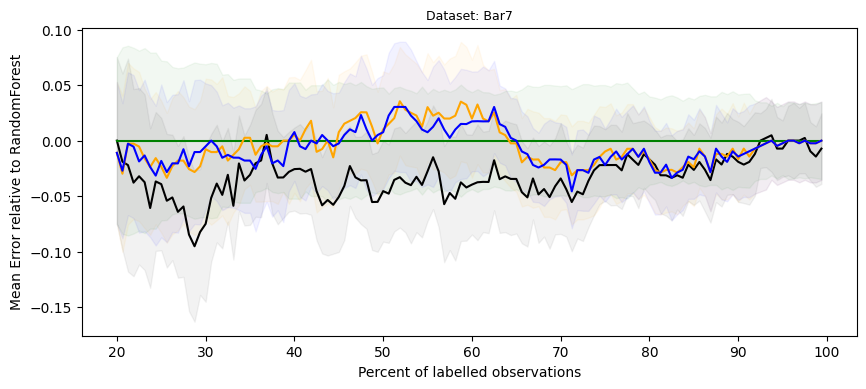 Dataset: Bar7
Mean Error relative to RandomForest
0.10
0.05
0.00
−0.05
−0.10
−0.15
20 30 40 50 60 70 80 90 100
Percent of labelled observations